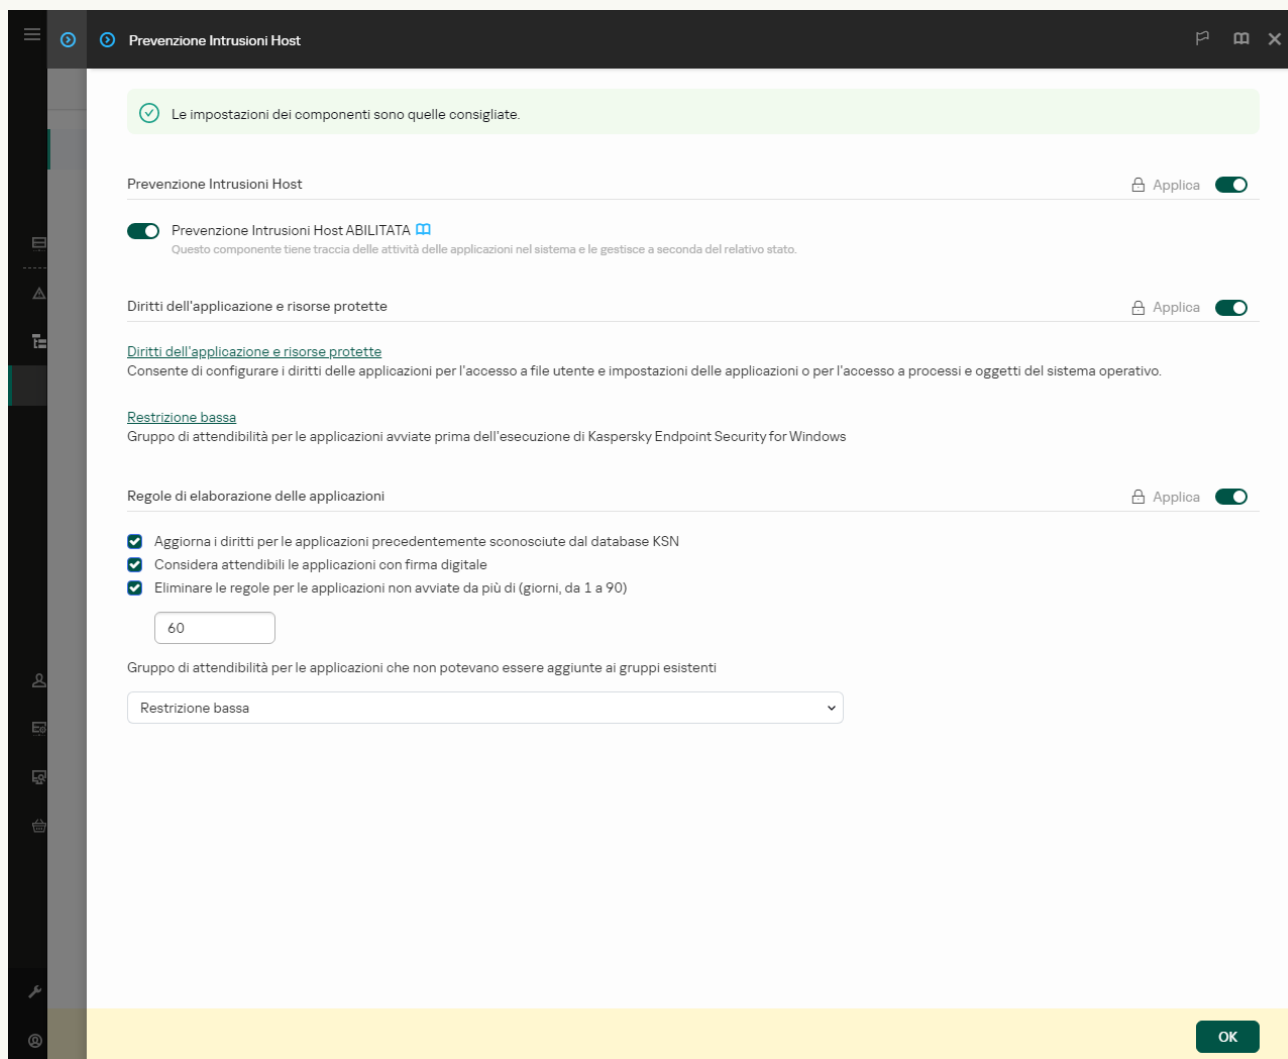 Prevenzione Intrusioni Host
Le impostazioni dei componenti sono quelle consigliate.
Prevenzione Intrusioni Host
Applica
Prevenzione Intrusioni Host ABILITATA
Questo componente tiene traccia delle attività delle applicazioni nel sistema e le gestisce a seconda del relativo stato.
Diritti dell'applicazione e risorse protette
Applica
Diritti dell'applicazione e risorse protette
Consente di configurare i diritti delle applicazioni per l'accesso a file utente e impostazioni delle applicazioni o per l'accesso a processi e oggetti del sistema operativo.
Restrizione bassa
Gruppo di attendibilità per le applicazioni avviate prima dell'esecuzione di Kaspersky Endpoint Security for Windows
Regole di elaborazione delle applicazioni
Applica
Aggiorna i diritti per le applicazioni precedentemente sconosciute dal database KSN
Considera attendibili le applicazioni con firma digitale
Eliminare le regole per le applicazioni non avviate da più di (giorni, da 1 a 90)
60
Gruppo di attendibilità per le applicazioni che non potevano essere aggiunte ai gruppi esistenti
Restrizione bassa
OK